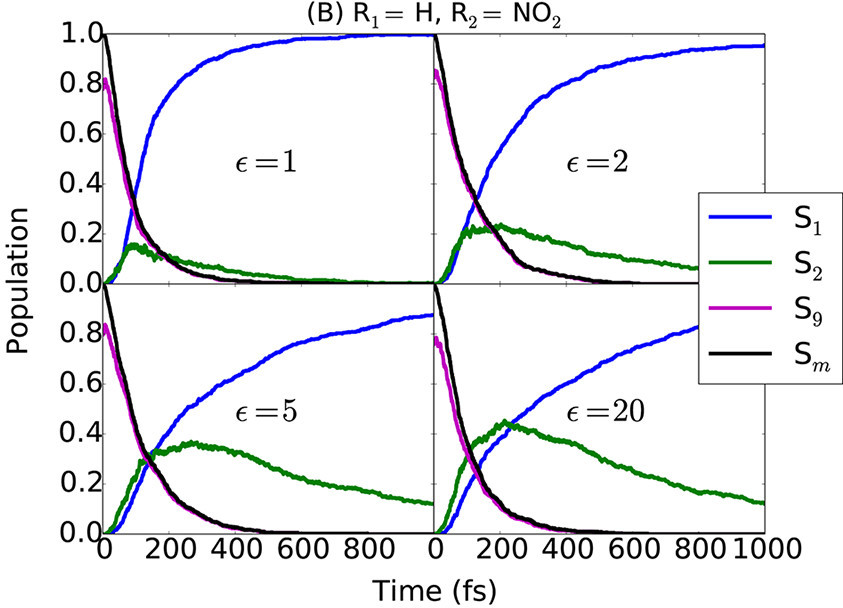 (B) R₁ = H, R₂ = NO₂
Population
1.0
0.8
0.6
0.4
0.2
0.0
ϵ=1
ϵ=2
S₁
S₂
S₉
Sₘ
0.8
0.6
0.4
0.2
0.0
ϵ=5
ϵ=20
0 200 400 600 800 0 200 400 600 800 1000
Time (fs)